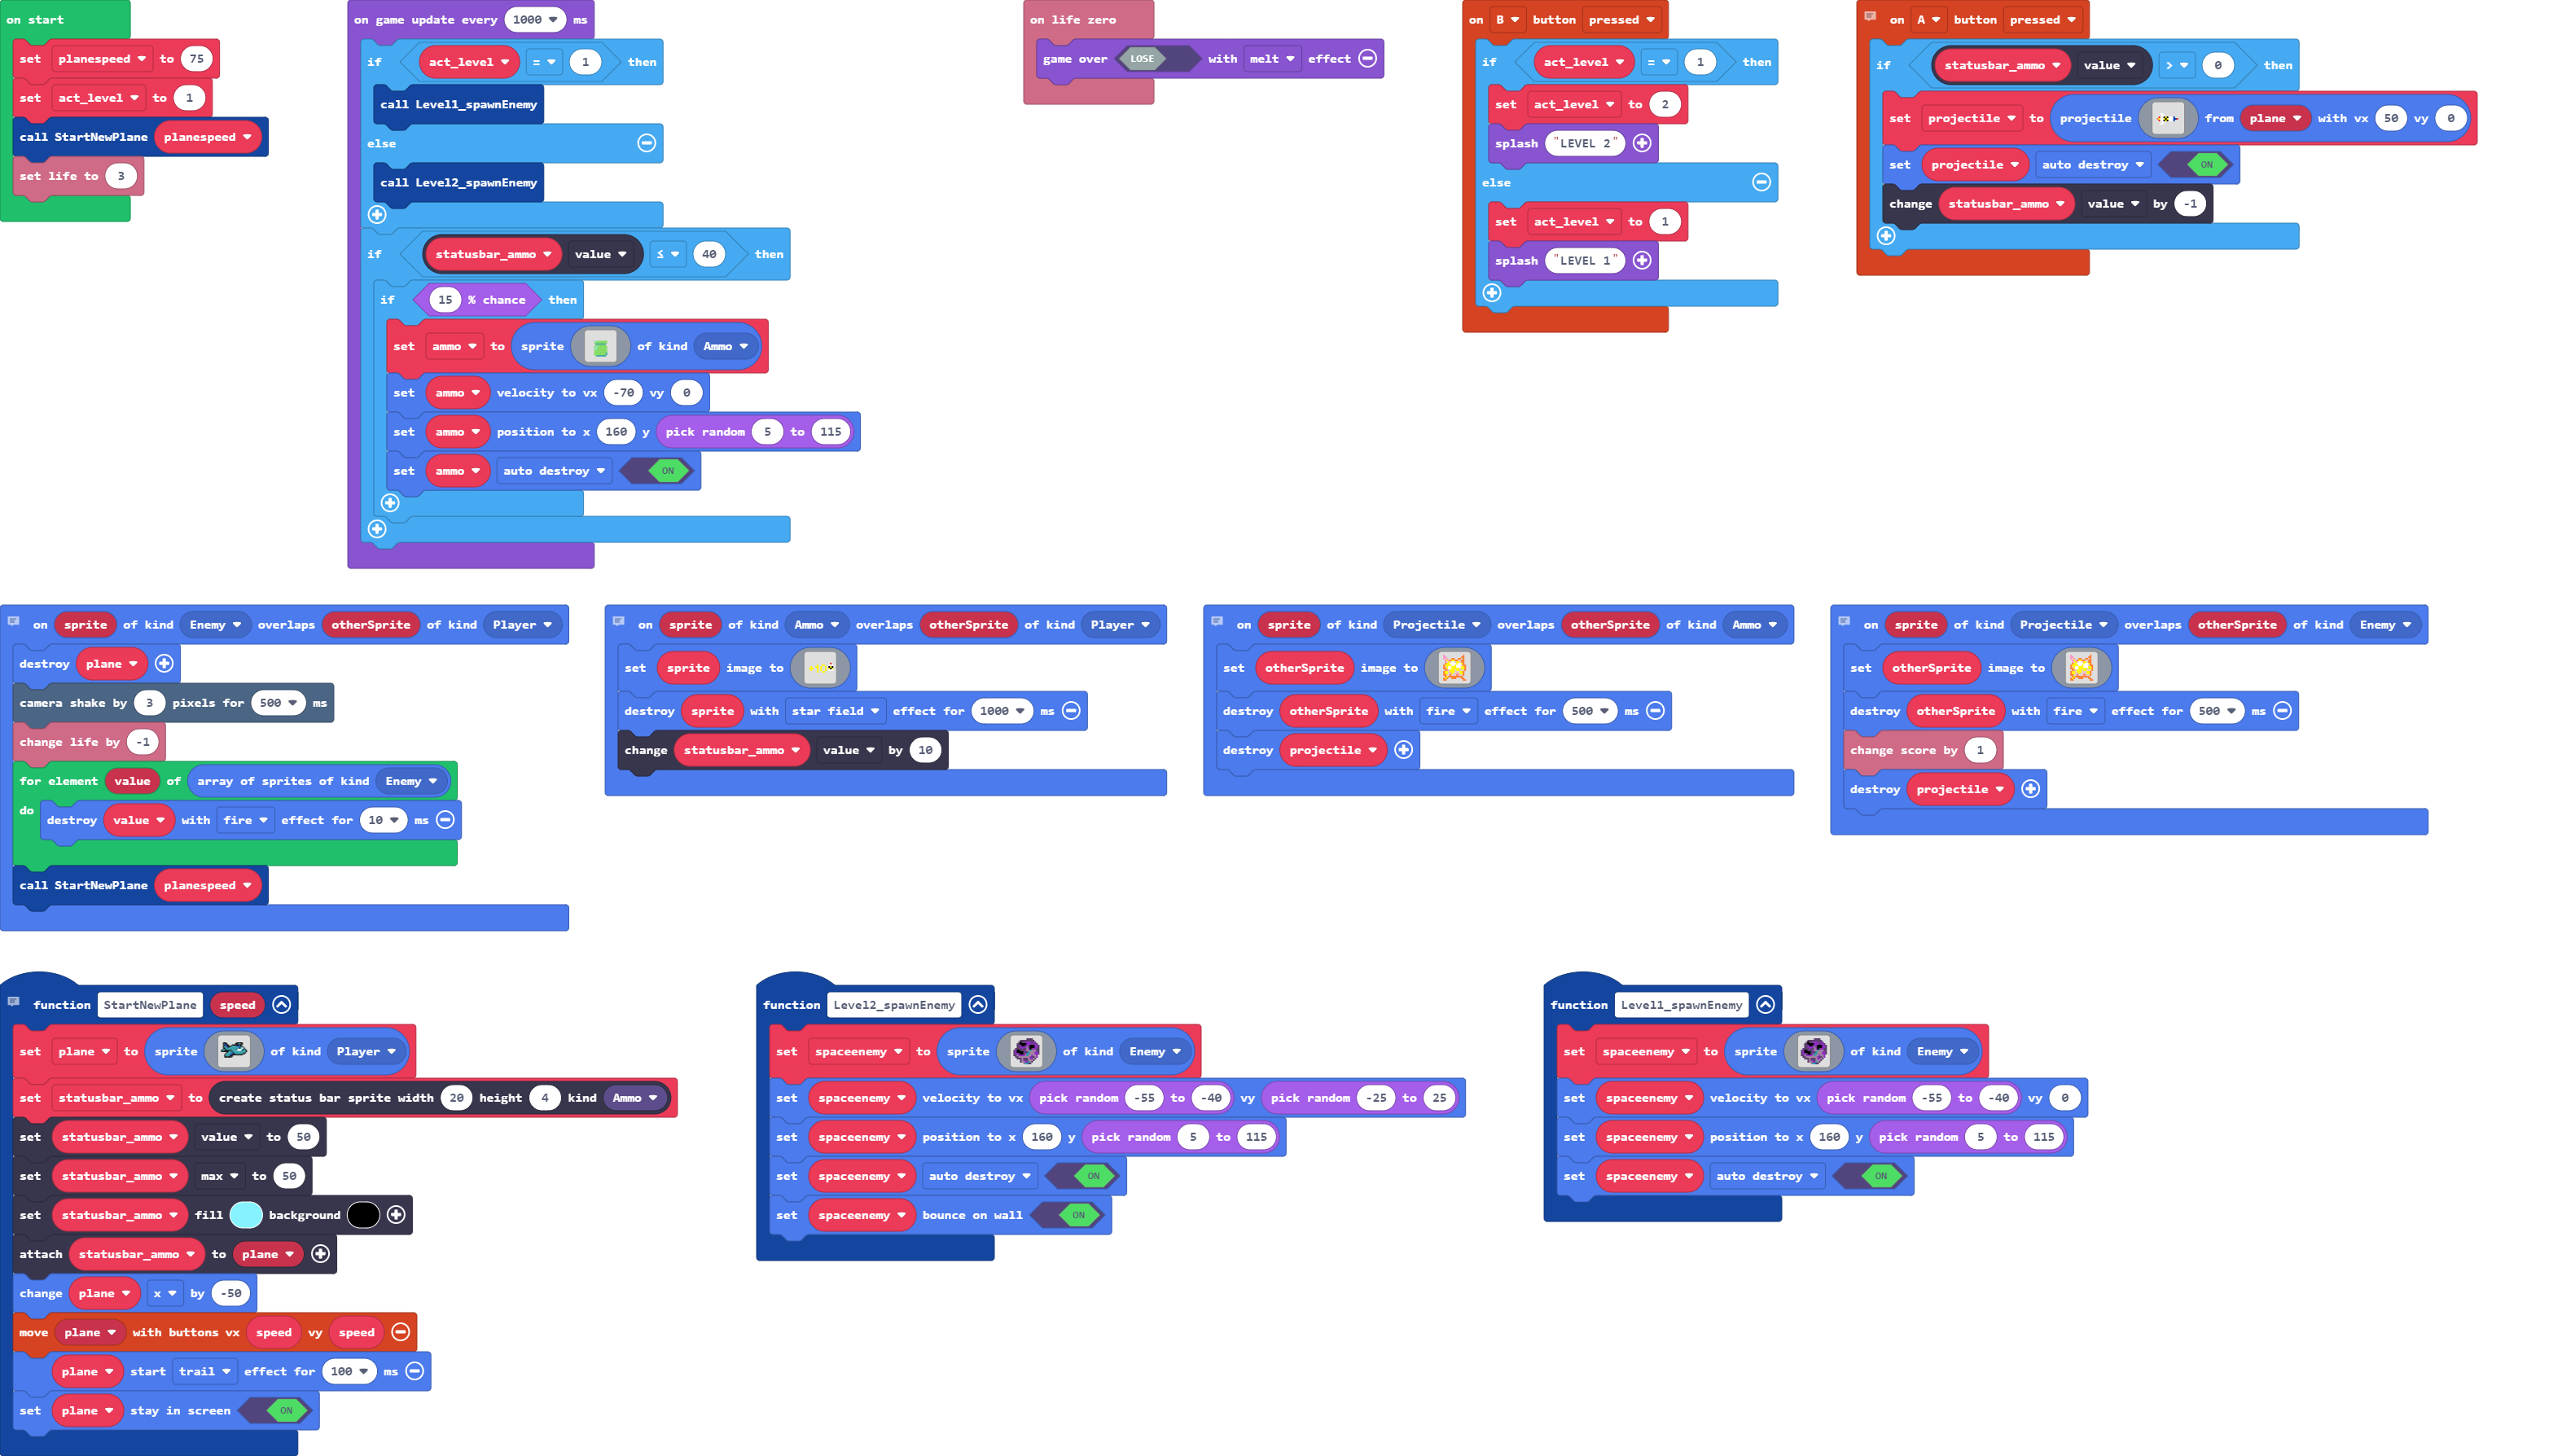 on start
set planespeed to 75
set act_level to 1
call StartNewPlane planespeed
set life to 3
on game update every 1000 ms
if act_level = 1 then
call Level1_spawnEnemy
else
call Level2_spawnEnemy
if statusbar_ammo value ≤ 40 then
if 15 % chance then
set ammo to sprite of kind Ammo
set ammo velocity to vx -70 vy 0
set ammo position to x 160 y pick random 5 to 115
set ammo auto destroy ON
on life zero
game over LOSE with melt effect
on B button pressed
if act_level = 1 then
set act_level to 2
splash "LEVEL 2"
else
set act_level to 1
splash "LEVEL 1"
on A button pressed
if statusbar_ammo value > 0 then
set projectile to projectile from plane with vx 50 vy 0
set projectile auto destroy ON
change statusbar_ammo value by -1
on sprite of kind Enemy overlaps otherSprite of kind Player
destroy plane
camera shake by 3 pixels for 500 ms
change life by -1
for element value of array of sprites of kind Enemy
do destroy value with fire effect for 10 ms
call StartNewPlane planespeed
on sprite of kind Ammo overlaps otherSprite of kind Player
set sprite image to
destroy sprite with star field effect for 1000 ms
change statusbar_ammo value by 10
on sprite of kind Projectile overlaps otherSprite of kind Ammo
set otherSprite image to
destroy otherSprite with fire effect for 500 ms
destroy projectile
on sprite of kind Projectile overlaps otherSprite of kind Enemy
set otherSprite image to
destroy otherSprite with fire effect for 500 ms
change score by 1
destroy projectile
function StartNewPlane speed
set plane to sprite of kind Player
set statusbar_ammo to create status bar sprite width 20 height 4 kind Ammo
set statusbar_ammo value to 50
set statusbar_ammo max to 50
set statusbar_ammo fill background
attach statusbar_ammo to plane
change plane x by -50
move plane with buttons vx speed vy speed
plane start trail effect for 100 ms
set plane stay in screen ON
function Level2_spawnEnemy
set spaceenemy to sprite of kind Enemy
set spaceenemy velocity to vx pick random -55 to -40 vy pick random -25 to 25
set spaceenemy position to x 160 y pick random 5 to 115
set spaceenemy auto destroy ON
set spaceenemy bounce on wall ON
function Level1_spawnEnemy
set spaceenemy to sprite of kind Enemy
set spaceenemy velocity to vx pick random -55 to -40 vy 0
set spaceenemy position to x 160 y pick random 5 to 115
set spaceenemy auto destroy ON